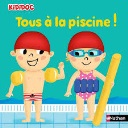 KiDiDOC
Tous à la piscine !
Nathan